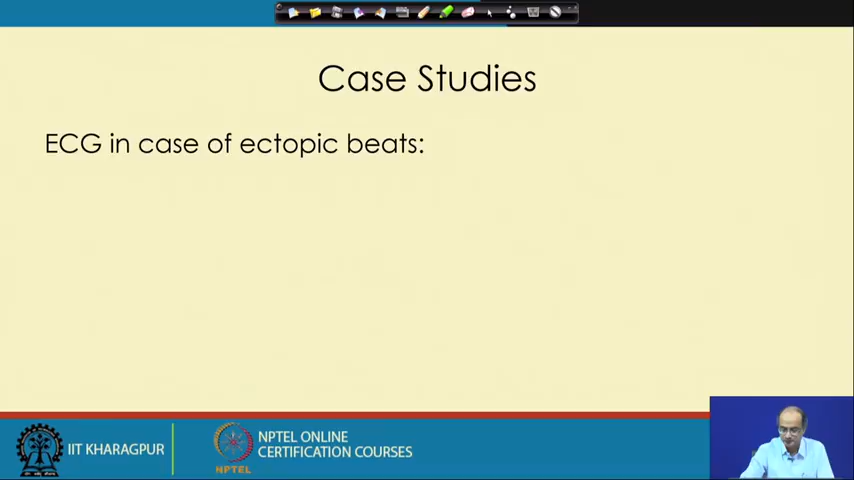 Case Studies
ECG in case of ectopic beats:
IIT KHARAGPUR
NPTEL
NPTEL ONLINE
CERTIFICATION COURSES